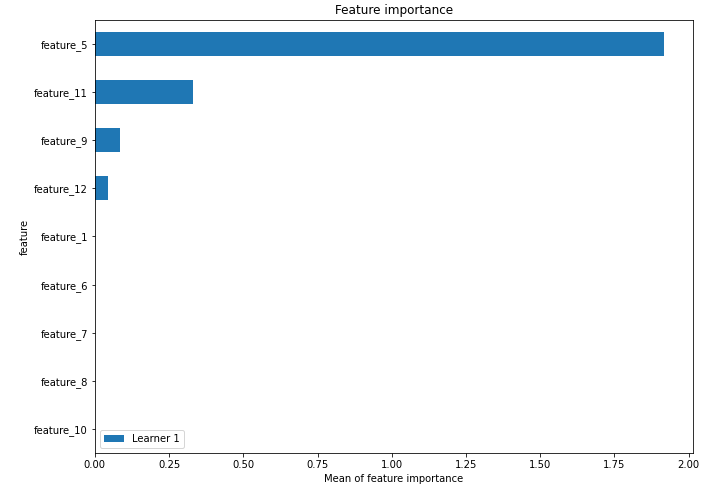 Feature importance
feature_5
feature_11
feature_9
feature_12
feature_1
feature_6
feature_7
feature_8
feature_10
feature
Learner 1
0.00 0.25 0.50 0.75 1.00 1.25 1.50 1.75 2.00
Mean of feature importance